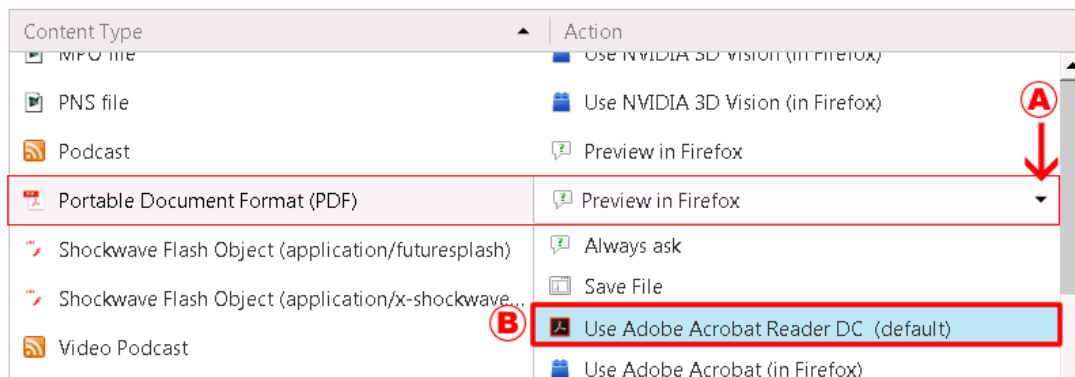 Content Type Action
MPO file Use NVIDIA 3D Vision (in Firefox)
PNS file Use NVIDIA 3D Vision (in Firefox)
A
Podcast Preview in Firefox
Portable Document Format (PDF) Preview in Firefox
Shockwave Flash Object (application/futuresplash) Always ask
Save File
Shockwave Flash Object (application/x-shockwave...
B Use Adobe Acrobat Reader DC (default)
Video Podcast
Use Adobe Acrobat (in Firefox)